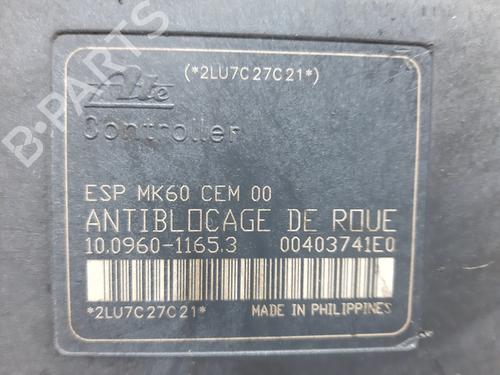 (*2LU7C27C21*)
Ate
Controller
ESP MK60 CEM 00
ANTIBLOCAGE DE ROUE
10.0960-1165.3 00403741E0
*2LU7C27C21* MADE IN PHILIPPINES
B-PARTS